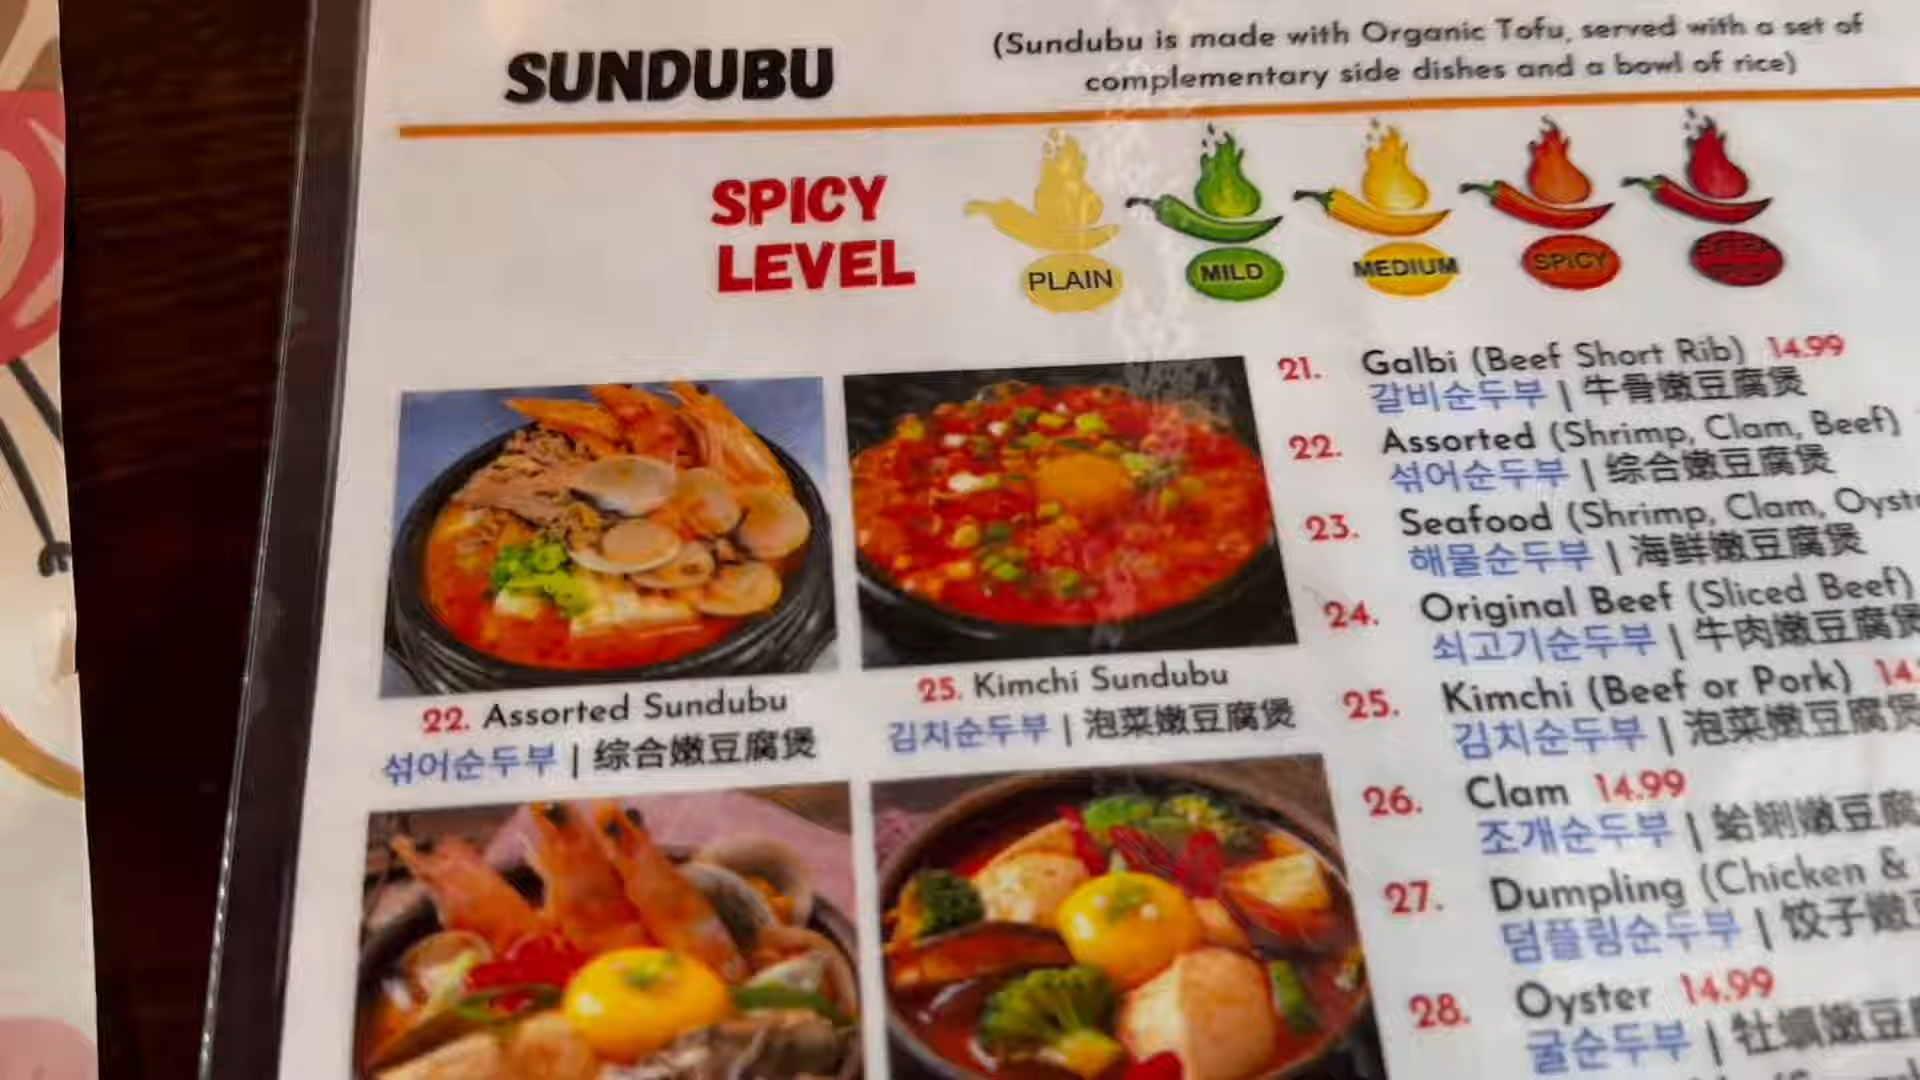 SUNDUBU
(Sundubu is made with Organic Tofu, served with a set of
complementary side dishes and a bowl of rice)
SPICY
LEVEL
PLAIN
MILD
MEDIUM
SPICY
21. Galbi (Beef Short Rib) 14.99
갈비순두부 | 牛骨嫩豆腐煲
22. Assorted (Shrimp, Clam, Beef)
섞어순두부 | 综合嫩豆腐煲
23. Seafood (Shrimp, Clam,
해물순두부 | 海鲜嫩豆腐煲
24. Original Beef (Sliced Beef)
쇠고기순두부 | 牛肉嫩豆腐煲
25. Kimchi (Beef or Pork)
김치순두부 | 泡菜嫩豆腐煲
26. Clam 14.99
조개순두부 | 蛤蜊嫩豆腐
27. Dumpling (Chicken &
덤플링순두부 | 饺子嫩
28. Oyster 14.99
굴순두부 | 牡蠣嫩豆
22. Assorted Sundubu
섞어순두부 | 综合嫩豆腐煲
25. Kimchi Sundubu
김치순두부 | 泡菜嫩豆腐煲